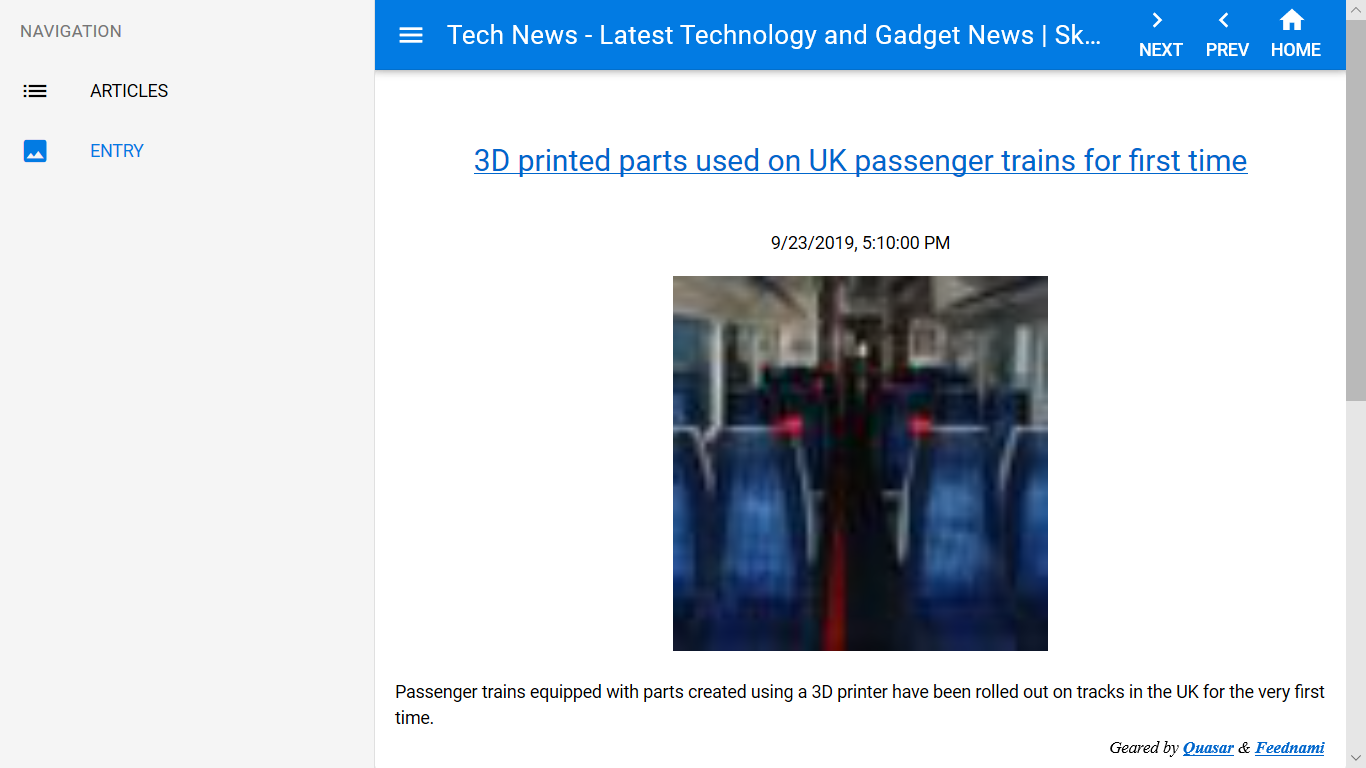 NAVIGATION
ARTICLES
ENTRY
Tech News - Latest Technology and Gadget News | Sk...
NEXT
PREV
HOME
3D printed parts used on UK passenger trains for first time
9/23/2019, 5:10:00 PM
Passenger trains equipped with parts created using a 3D printer have been rolled out on tracks in the UK for the very first
time.
Geared by Quasar & Feednami